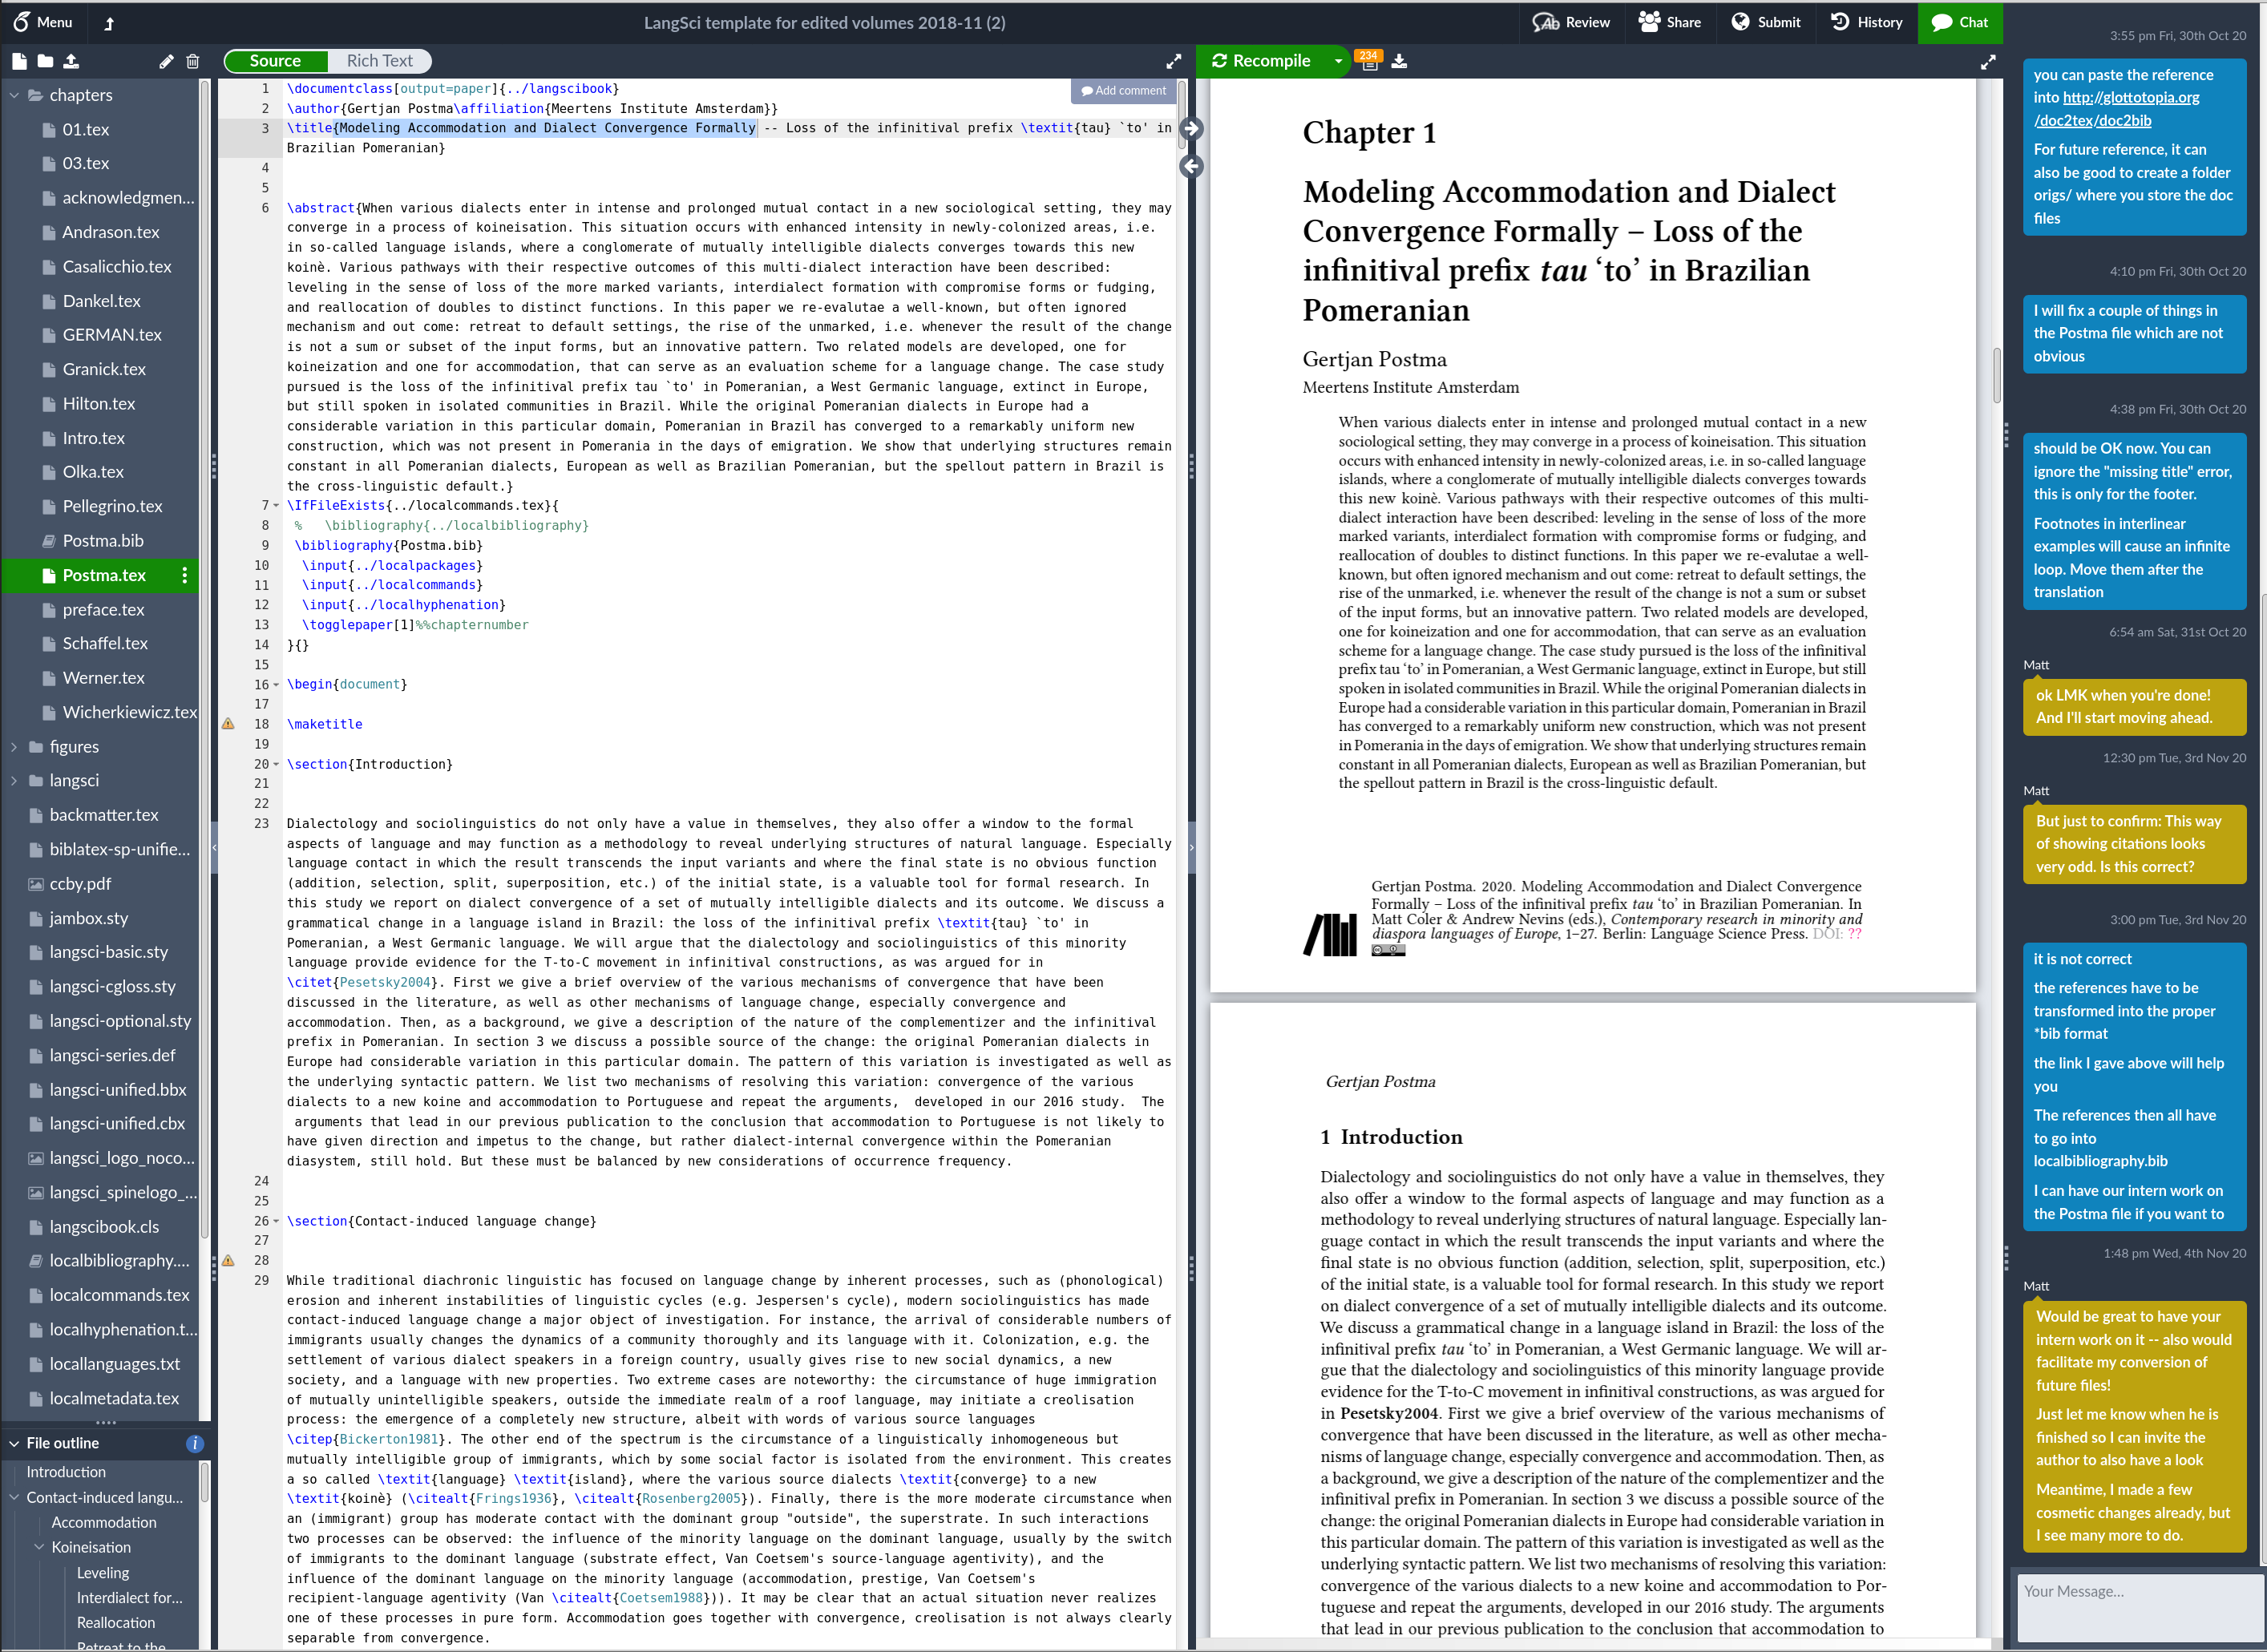 Menu
LangSci template for edited volumes 2018-11 (2)
Review
Share
Submit
History
Chat
Source
Rich Text
Recompile
234
chapters
01.tex
03.tex
acknowledgmen...
Andrason.tex
Casalicchio.tex
Dankel.tex
GERMAN.tex
Granick.tex
Hilton.tex
Intro.tex
Olka.tex
Pellegrino.tex
Postma.bib
Postma.tex
preface.tex
Schaffel.tex
Werner.tex
Wicherkiewicz.tex
figures
langsci
backmatter.tex
biblatex-sp-unifie...
ccby.pdf
jambox.sty
langsci-basic.sty
langsci-cgloss.sty
langsci-optional.sty
langsci-series.def
langsci-unified.bbx
langsci-unified.cbx
langsci_logo_noco...
langsci_spinelogo_...
langscibook.cls
localbibliography....
localcommands.tex
localhyphenation.t...
locallanguages.txt
localmetadata.tex
File outline
Introduction
Contact-induced langu...
Accommodation
Koineisation
Leveling
Interdialect for...
Reallocation
Retreat to the
Add comment
1 \documentclass[output=paper]{../langscibook}
2 \author{Gertjan Postma\affiliation{Meertens Institute Amsterdam}}
3 \title{Modeling Accommodation and Dialect Convergence Formally -- Loss of the infinitival prefix \textit{tau} `to' in
Brazilian Pomeranian}
4
5
6 \abstract{When various dialects enter in intense and prolonged mutual contact in a new sociological setting, they may
converge in a process of koineisation. This situation occurs with enhanced intensity in newly-colonized areas, i.e.
in so-called language islands, where a conglomerate of mutually intelligible dialects converges towards this new
koinè. Various pathways with their respective outcomes of this multi-dialect interaction have been described:
leveling in the sense of loss of the more marked variants, interdialect formation with compromise forms or fudging,
and reallocation of doubles to distinct functions. In this paper we re-evalutae a well-known, but often ignored
mechanism and out come: retreat to default settings, the rise of the unmarked, i.e. whenever the result of the change
is not a sum or subset of the input forms, but an innovative pattern. Two related models are developed, one for
koineization and one for accommodation, that can serve as an evaluation scheme for a language change. The case study
pursued is the loss of the infinitival prefix tau `to' in Pomeranian, a West Germanic language, extinct in Europe,
but still spoken in isolated communities in Brazil. While the original Pomeranian dialects in Europe had a
considerable variation in this particular domain, Pomeranian in Brazil has converged to a remarkably uniform new
construction, which was not present in Pomerania in the days of emigration. We show that underlying structures remain
constant in all Pomeranian dialects, European as well as Brazilian Pomeranian, but the spellout pattern in Brazil is
the cross-linguistic default.}
7 \IfFileExists{../localcommands.tex}{
8 % \bibliography{../localbibliography}
9 \bibliography{Postma.bib}
10 \input{../localpackages}
11 \input{../localcommands}
12 \input{../localhyphenation}
13 \togglepaper[1]%%chapternumber
14 }{}
15
16 \begin{document}
17
18 \maketitle
19
20 \section{Introduction}
21
22
23 Dialectology and sociolinguistics do not only have a value in themselves, they also offer a window to the formal
aspects of language and may function as a methodology to reveal underlying structures of natural language. Especially
language contact in which the result transcends the input variants and where the final state is no obvious function
(addition, selection, split, superposition, etc.) of the initial state, is a valuable tool for formal research. In
this study we report on dialect convergence of a set of mutually intelligible dialects and its outcome. We discuss a
grammatical change in a language island in Brazil: the loss of the infinitival prefix \textit{tau} `to' in
Pomeranian, a West Germanic language. We will argue that the dialectology and sociolinguistics of this minority
language provide evidence for the T-to-C movement in infinitival constructions, as was argued for in
\citet{Pesetsky2004}. First we give a brief overview of the various mechanisms of convergence that have been
discussed in the literature, as well as other mechanisms of language change, especially convergence and
accommodation. Then, as a background, we give a description of the nature of the complementizer and the infinitival
prefix in Pomeranian. In section 3 we discuss a possible source of the change: the original Pomeranian dialects in
Europe had considerable variation in this particular domain. The pattern of this variation is investigated as well as
the underlying syntactic pattern. We list two mechanisms of resolving this variation: convergence of the various
dialects to a new koine and accommodation to Portuguese and repeat the arguments, developed in our 2016 study. The
arguments that lead in our previous publication to the conclusion that accommodation to Portuguese is not likely to
have given direction and impetus to the change, but rather dialect-internal convergence within the Pomeranian
diasystem, still hold. But these must be balanced by new considerations of occurrence frequency.
24
25
26 \section{Contact-induced language change}
27
28
29 While traditional diachronic linguistic has focused on language change by inherent processes, such as (phonological)
erosion and inherent instabilities of linguistic cycles (e.g. Jespersen's cycle), modern sociolinguistics has made
contact-induced language change a major object of investigation. For instance, the arrival of considerable numbers of
immigrants usually changes the dynamics of a community thoroughly and its language with it. Colonization, e.g. the
settlement of various dialect speakers in a foreign country, usually gives rise to new social dynamics, a new
society, and a language with new properties. Two extreme cases are noteworthy: the circumstance of huge immigration
of mutually unintelligible speakers, outside the immediate realm of a roof language, may initiate a creolisation
process: the emergence of a completely new structure, albeit with words of various source languages
\citep{Bickerton1981}. The other end of the spectrum is the circumstance of a linguistically inhomogeneous but
mutually intelligible group of immigrants, which by some social factor is isolated from the environment. This creates
a so called \textit{language} \textit{island}, where the various source dialects \textit{converge} to a new
\textit{koinè} (\citealt{Frings1936}, \citealt{Rosenberg2005}). Finally, there is the more moderate circumstance when
an (immigrant) group has moderate contact with the dominant group "outside", the superstrate. In such interactions
two processes can be observed: the influence of the minority language on the dominant language, usually by the switch
of immigrants to the dominant language (substrate effect, Van Coetsem's source-language agentivity), and the
influence of the dominant language on the minority language (accommodation, prestige, Van Coetsem's
recipient-language agentivity (Van \citealt{Coetsem1988})). It may be clear that an actual situation never realizes
one of these processes in pure form. Accommodation goes together with convergence, creolisation is not always clearly
separable from convergence.
Chapter 1
Modeling Accommodation and Dialect
Convergence Formally – Loss of the
infinitival prefix tau ‘to’ in Brazilian
Pomeranian
Gertjan Postma
Meertens Institute Amsterdam
When various dialects enter in intense and prolonged mutual contact in a new
sociological setting, they may converge in a process of koineisation. This situation
occurs with enhanced intensity in newly-colonized areas, i.e. in so-called language
islands, where a conglomerate of mutually intelligible dialects converges towards
this new koinè. Various pathways with their respective outcomes of this multi-
dialect interaction have been described: leveling in the sense of loss of the more
marked variants, interdialect formation with compromise forms or fudging, and
reallocation of doubles to distinct functions. In this paper we re-evalutae a well-
known, but often ignored mechanism and out come: retreat to default settings, the
rise of the unmarked, i.e. whenever the result of the change is not a sum or subset
of the input forms, but an innovative pattern. Two related models are developed,
one for koineization and one for accommodation, that can serve as an evaluation
scheme for a language change. The case study pursued is the loss of the infinitival
prefix tau ‘to’ in Pomeranian, a West Germanic language, extinct in Europe, but still
spoken in isolated communities in Brazil. While the original Pomeranian dialects in
Europe had a considerable variation in this particular domain, Pomeranian in Brazil
has converged to a remarkably uniform new construction, which was not present
in Pomerania in the days of emigration. We show that underlying structures remain
constant in all Pomeranian dialects, European as well as Brazilian Pomeranian, but
the spellout pattern in Brazil is the cross-linguistic default.
Gertjan Postma. 2020. Modeling Accommodation and Dialect Convergence
Formally – Loss of the infinitival prefix tau ‘to’ in Brazilian Pomeranian. In
Matt Coler & Andrew Nevins (eds.), Contemporary research in minority and
diaspora languages of Europe, 1–27. Berlin: Language Science Press. DOI: ??
Gertjan Postma
1 Introduction
Dialectology and sociolinguistics do not only have a value in themselves, they
also offer a window to the formal aspects of language and may function as a
methodology to reveal underlying structures of natural language. Especially lan-
guage contact in which the result transcends the input variants and where the
final state is no obvious function (addition, selection, split, superposition, etc.)
of the initial state, is a valuable tool for formal research. In this study we report
on dialect convergence of a set of mutually intelligible dialects and its outcome.
We discuss a grammatical change in a language island in Brazil: the loss of the
infinitival prefix tau ‘to’ in Pomeranian, a West Germanic language. We will ar-
gue that the dialectology and sociolinguistics of this minority language provide
evidence for the T-to-C movement in infinitival constructions, as was argued for
in Pesetsky2004. First we give a brief overview of the various mechanisms of
convergence that have been discussed in the literature, as well as other mecha-
nisms of language change, especially convergence and accommodation. Then, as
a background, we give a description of the nature of the complementizer and the
infinitival prefix in Pomeranian. In section 3 we discuss a possible source of the
change: the original Pomeranian dialects in Europe had considerable variation in
this particular domain. The pattern of this variation is investigated as well as the
underlying syntactic pattern. We list two mechanisms of resolving this variation:
convergence of the various dialects to a new koine and accommodation to Por-
tuguese and repeat the arguments, developed in our 2016 study. The arguments
that lead in our previous publication to the conclusion that accommodation to
3:55 pm Fri, 30th Oct 20
you can paste the reference
into http://glottotopia.org
/doc2tex/doc2bib
For future reference, it can
also be good to create a folder
origs/ where you store the doc
files
4:10 pm Fri, 30th Oct 20
I will fix a couple of things in
the Postma file which are not
obvious
4:38 pm Fri, 30th Oct 20
should be OK now. You can
ignore the "missing title" error,
this is only for the footer.
Footnotes in interlinear
examples will cause an infinite
loop. Move them after the
translation
6:54 am Sat, 31st Oct 20
Matt
ok LMK when you're done!
And I'll start moving ahead.
12:30 pm Tue, 3rd Nov 20
Matt
But just to confirm: This way
of showing citations looks
very odd. Is this correct?
3:00 pm Tue, 3rd Nov 20
it is not correct
the references have to be
transformed into the proper
*bib format
the link I gave above will help
you
The references then all have
to go into
localbibliography.bib
I can have our intern work on
the Postma file if you want to
1:48 pm Wed, 4th Nov 20
Matt
Would be great to have your
intern work on it -- also would
facilitate my conversion of
future files!
Just let me know when he is
finished so I can invite the
author to also have a look
Meantime, I made a few
cosmetic changes already, but
I see many more to do.
Your Message...